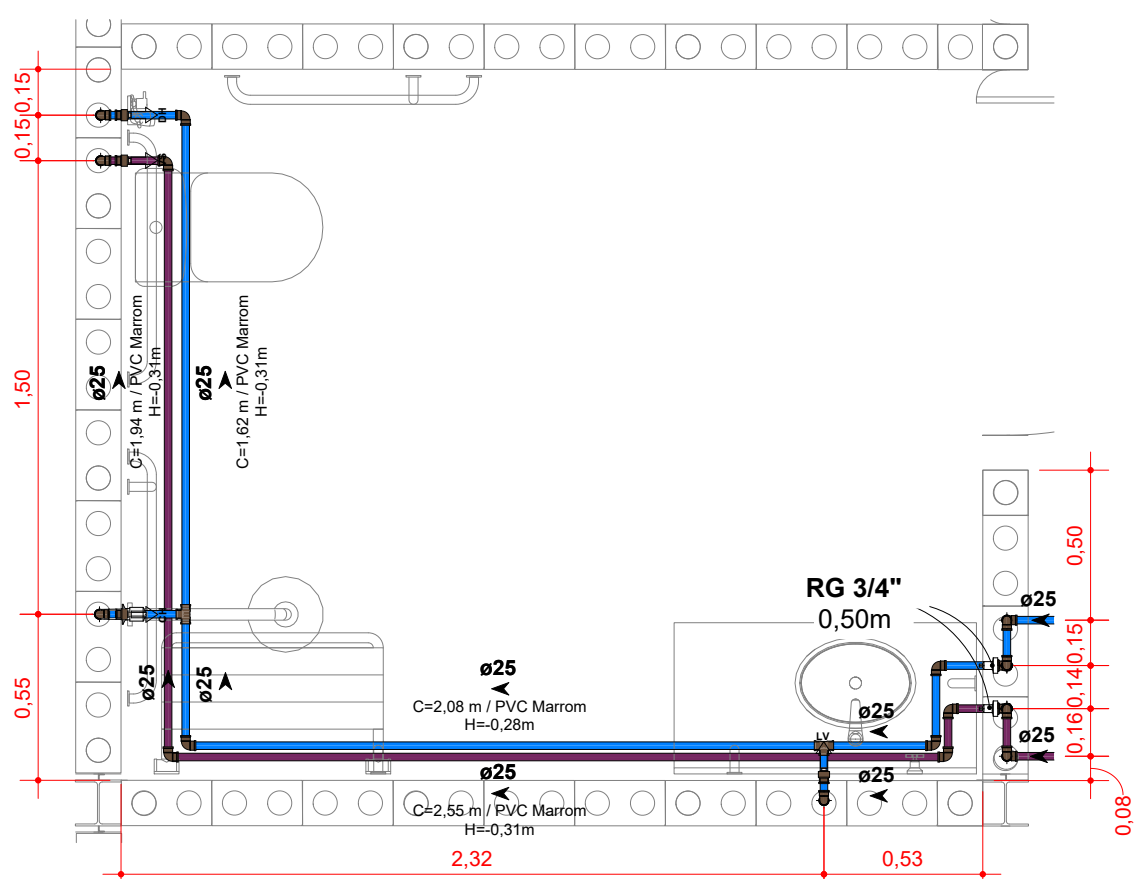 0,15
0,15
1,50
0,55
ø25
C=1,94 m / PVC Marrom
H=-0,31m
ø25
C=1,62 m / PVC Marrom
H=-0,31m
RG 3/4"
0,50m
ø25
0,50
0,15
0,14
0,16
0,08
ø25
ø25
ø25
C=2,08 m / PVC Marrom
H=-0,28m
ø25
LV
ø25
ø25
C=2,55 m / PVC Marrom
H=-0,31m
ø25
2,32
0,53